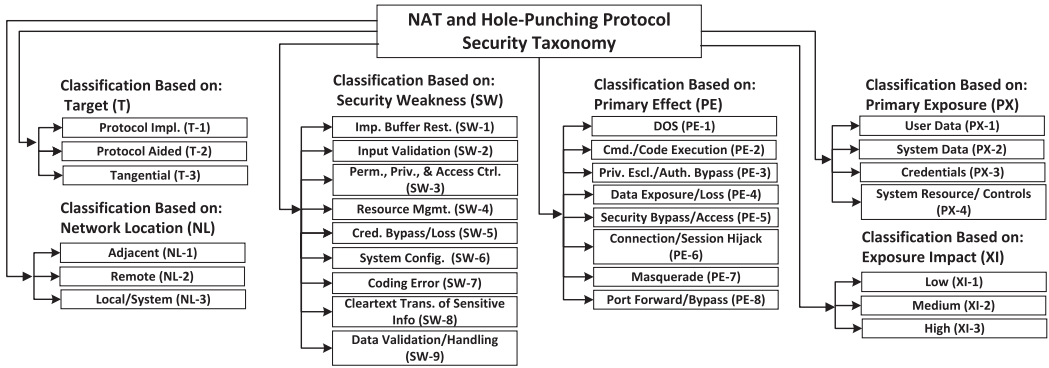 NAT and Hole-Punching Protocol
Security Taxonomy
Classification Based on:
Target (T)
Protocol Impl. (T-1)
Protocol Aided (T-2)
Tangential (T-3)
Classification Based on:
Network Location (NL)
Adjacent (NL-1)
Remote (NL-2)
Local/System (NL-3)
Classification Based on:
Security Weakness (SW)
Imp. Buffer Rest. (SW-1)
Input Validation (SW-2)
Perm., Priv., & Access Ctrl.
(SW-3)
Resource Mgmt. (SW-4)
Cred. Bypass/Loss (SW-5)
System Config. (SW-6)
Coding Error (SW-7)
Cleartext Trans. of Sensitive
Info (SW-8)
Data Validation/Handling
(SW-9)
Classification Based on:
Primary Effect (PE)
DOS (PE-1)
Cmd./Code Execution (PE-2)
Priv. Escl./Auth. Bypass (PE-3)
Data Exposure/Loss (PE-4)
Security Bypass/Access (PE-5)
Connection/Session Hijack
(PE-6)
Masquerade (PE-7)
Port Forward/Bypass (PE-8)
Classification Based on:
Primary Exposure (PX)
User Data (PX-1)
System Data (PX-2)
Credentials (PX-3)
System Resource/ Controls
(PX-4)
Classification Based on:
Exposure Impact (XI)
Low (XI-1)
Medium (XI-2)
High (XI-3)